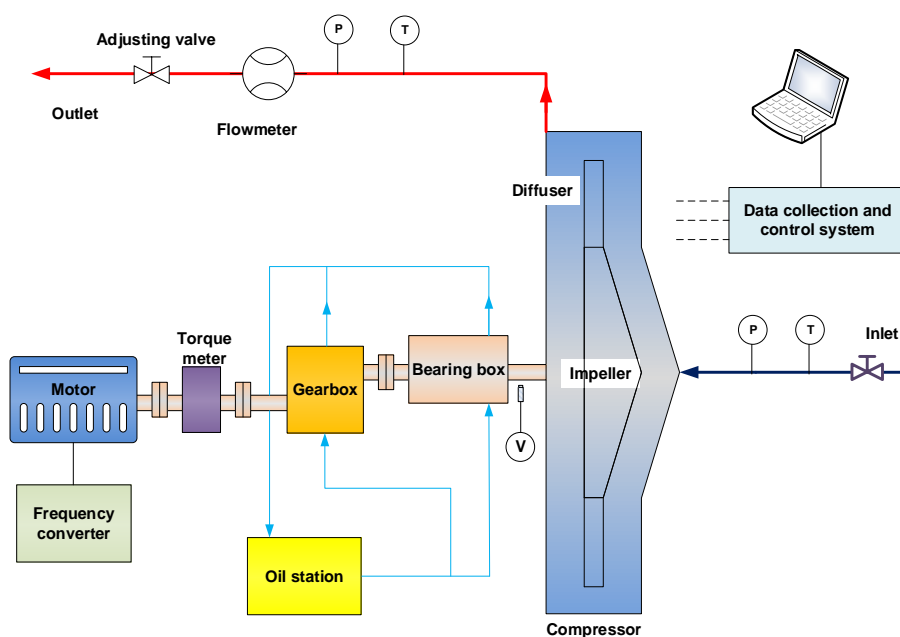 P
T
Adjusting valve
Outlet
Flowmeter
Diffuser
Data collection and
control system
P
T
Inlet
Torque
meter
Motor
Gearbox
Bearing box
Impeller
V
Frequency
converter
Oil station
Compressor